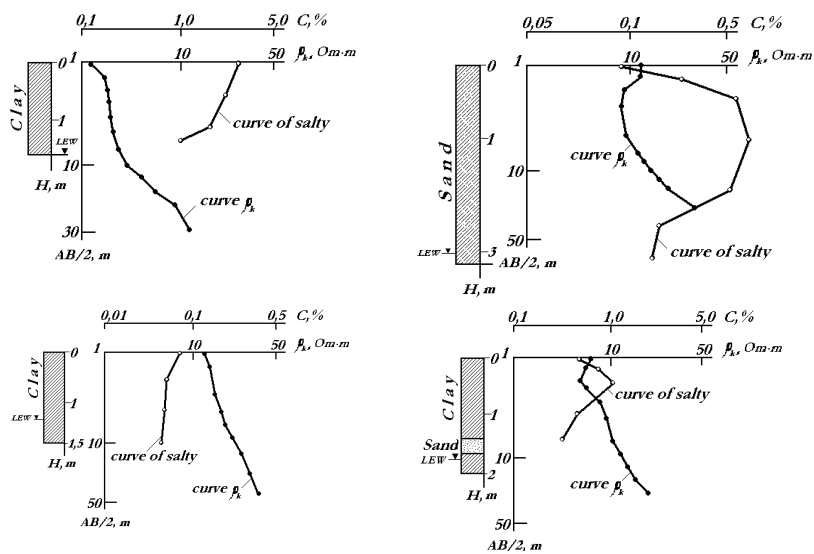 0,1 1,0 5,0 C,%
1 10 50 ρk, Om·m
0
Clay
1
LEW
H, m
10
30
AB/2, m
curve of salty
curve ρk
0,05 0,1 0,5 C,%
1 10 50 ρk, Om·m
0
Sand
1
3
LEW
H, m
10
50
AB/2, m
curve ρk
curve of salty
0,01 0,1 0,5 C,%
1 10 50 ρk, Om·m
0
Clay
1
LEW
1,5
H, m
10
50
AB/2, m
curve of salty
curve ρk
0,1 1,0 5,0 C,%
1 10 50 ρk, Om·m
0
Clay
1
Sand
LEW
2
H, m
10
50
AB/2, m
curve of salty
curve ρk